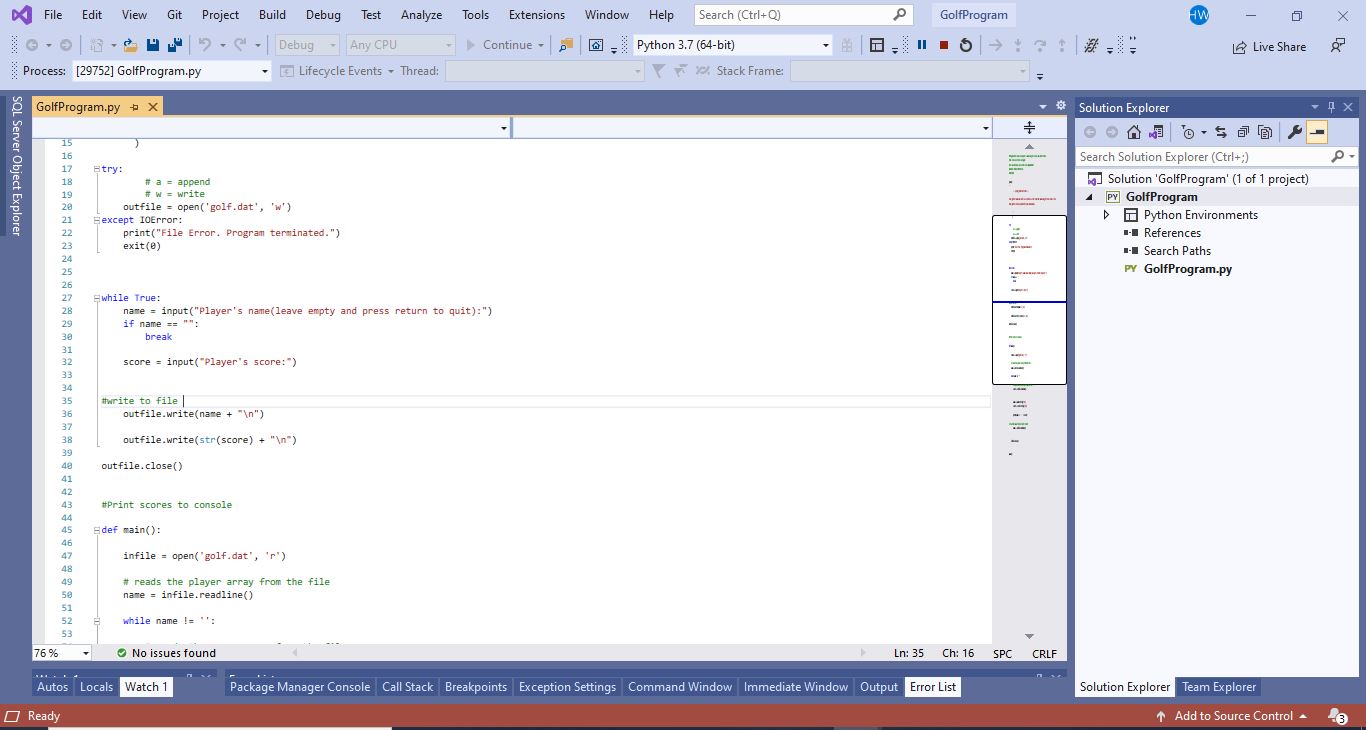 File Edit View Git Project Build Debug Test Analyze Tools Extensions Window Help Search (Ctrl+Q) GolfProgram HW
Debug Any CPU Continue Python 3.7 (64-bit) Live Share
Process: [29752] GolfProgram.py Lifecycle Events Thread: Stack Frame:
SQL Server Object Explorer
GolfProgram.py
15 )
16
17 try:
18 # a = append
19 # w = write
20 outfile = open('golf.dat', 'w')
21 except IOError:
22 print("File Error. Program terminated.")
23 exit(0)
24
25
26
27 while True:
28 name = input("Player's name(leave empty and press return to quit):")
29 if name == "":
30 break
31
32 score = input("Player's score:")
33
34
35 #write to file
36 outfile.write(name + "\n")
37
38 outfile.write(str(score) + "\n")
39
40 outfile.close()
41
42
43 #Print scores to console
44
45 def main():
46
47 infile = open('golf.dat', 'r')
48
49 # reads the player array from the file
50 name = infile.readline()
51
52 while name != '':
53
76 % No issues found Ln: 35 Ch: 16 SPC CRLF
Autos Locals Watch 1 Package Manager Console Call Stack Breakpoints Exception Settings Command Window Immediate Window Output Error List
Solution Explorer
Search Solution Explorer (Ctrl+;)
Solution 'GolfProgram' (1 of 1 project)
PY GolfProgram
Python Environments
References
Search Paths
PY GolfProgram.py
Solution Explorer Team Explorer
Ready Add to Source Control 3